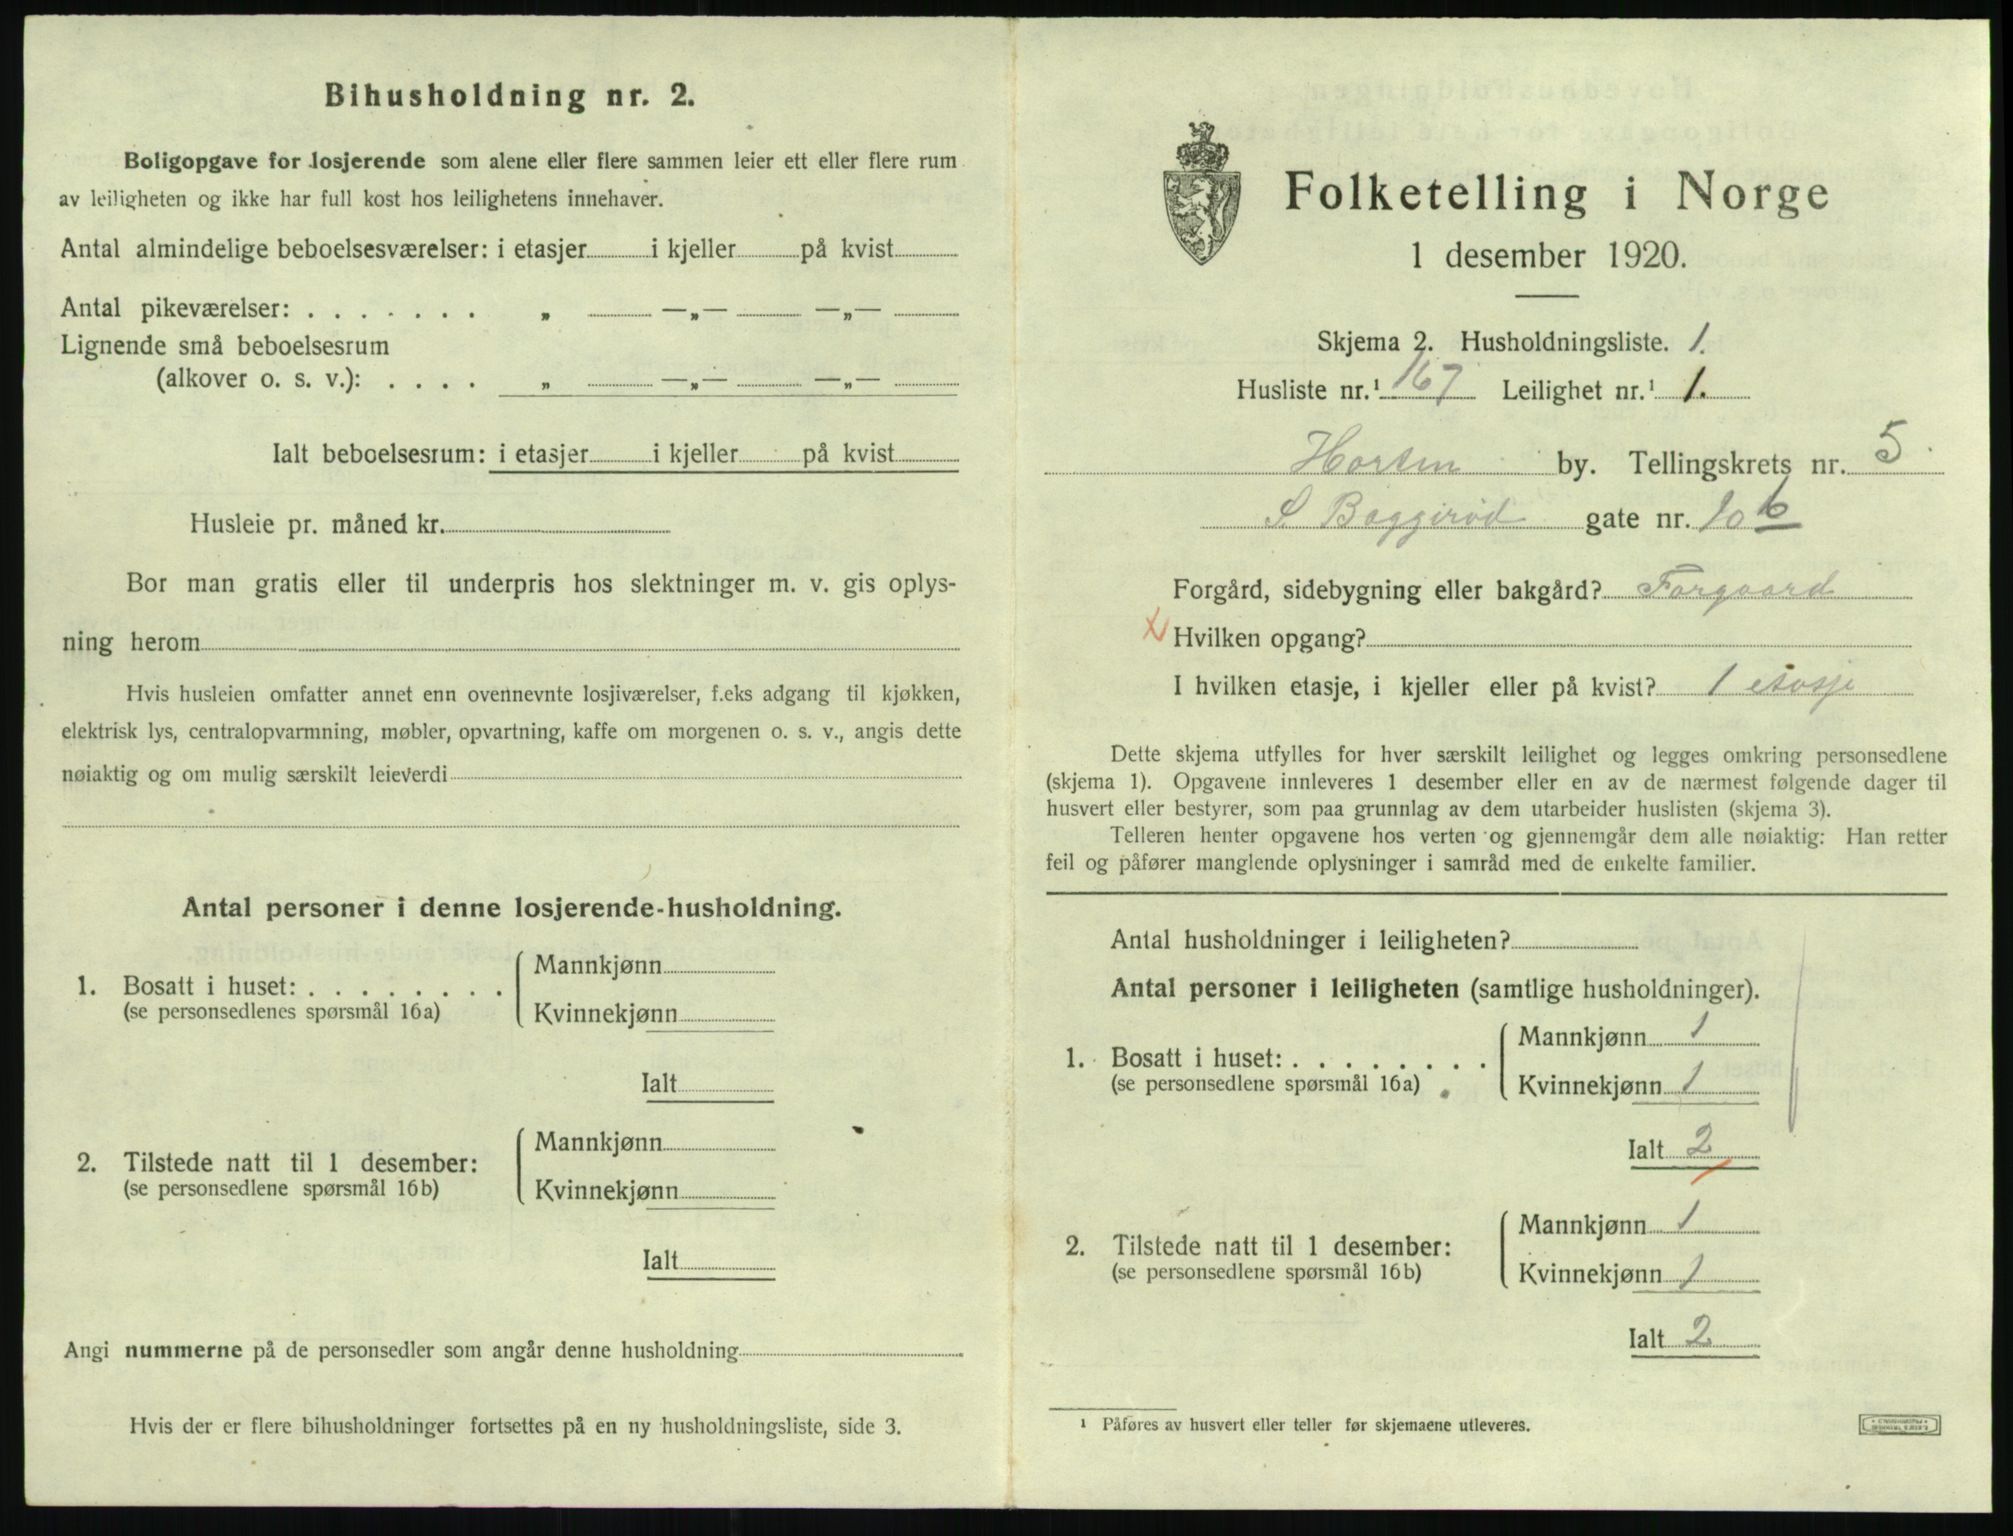 Bihusholdning nr. 2.
Boligopgave for losjerende som alene eller flere sammen leier ett eller flere rum
av leiligheten og ikke har full kost hos leilighetens innehaver.
Antal almindelige beboelsesværelser: i etasjer i kjeller på kvist
Antal pikeværelser: . . . . . . . „ —„— —„—
Lignende små beboelsesrum
(alkover o. s. v.): . . . . „ —„— —„—
Ialt beboelsesrum: i etasjer i kjeller på kvist
Husleie pr. måned kr.
Bor man gratis eller til underpris hos slektninger m. v. gis oplys-
ning herom
Hvis husleien omfatter annet enn ovennevnte losjiværelser, f.eks adgang til kjøkken,
elektrisk lys, centralopvarmning, møbler, opvartning, kaffe om morgenen o. s. v., angis dette
nøiaktig og om mulig særskilt leieverdi
Antal personer i denne losjerende-husholdning.
1. Bosatt i huset: . . . . . . . . Mannkjønn
(se personsedlenes spørsmål 16a) Kvinnekjønn
Ialt
2. Tilstede natt til 1 desember: Mannkjønn
(se personsedlene spørsmål 16b) Kvinnekjønn
Ialt
Angi nummerne på de personsedler som angår denne husholdning
Hvis der er flere bihusholdninger fortsettes på en ny husholdningsliste, side 3.
Folketelling i Norge
1 desember 1920.
Skjema 2. Husholdningsliste. 1.
Husliste nr.¹ 167 Leilighet nr.¹ 1.
Horten by. Tellingskrets nr. 5
S Baggerød gate nr. 10 b
Forgård, sidebygning eller bakgård? Forgaard
Hvilken opgang?
I hvilken etasje, i kjeller eller på kvist? 1 etasje
Dette skjema utfylles for hver særskilt leilighet og legges omkring personsedlene
(skjema 1). Opgavene innleveres 1 desember eller en av de nærmest følgende dager til
husvert eller bestyrer, som paa grunnlag av dem utarbeider huslisten (skjema 3).
Telleren henter opgavene hos verten og gjennemgår dem alle nøiaktig: Han retter
feil og påfører manglende oplysninger i samråd med de enkelte familier.
Antal husholdninger i leiligheten?
Antal personer i leiligheten (samtlige husholdninger).
1. Bosatt i huset: . . . . . . . . Mannkjønn 1
(se personsedlene spørsmål 16a) Kvinnekjønn 1
Ialt 2
2. Tilstede natt til 1 desember: Mannkjønn 1
(se personsedlene spørsmål 16b) Kvinnekjønn 1
Ialt 2
¹ Påføres av husvert eller teller før skjemaene utleveres.